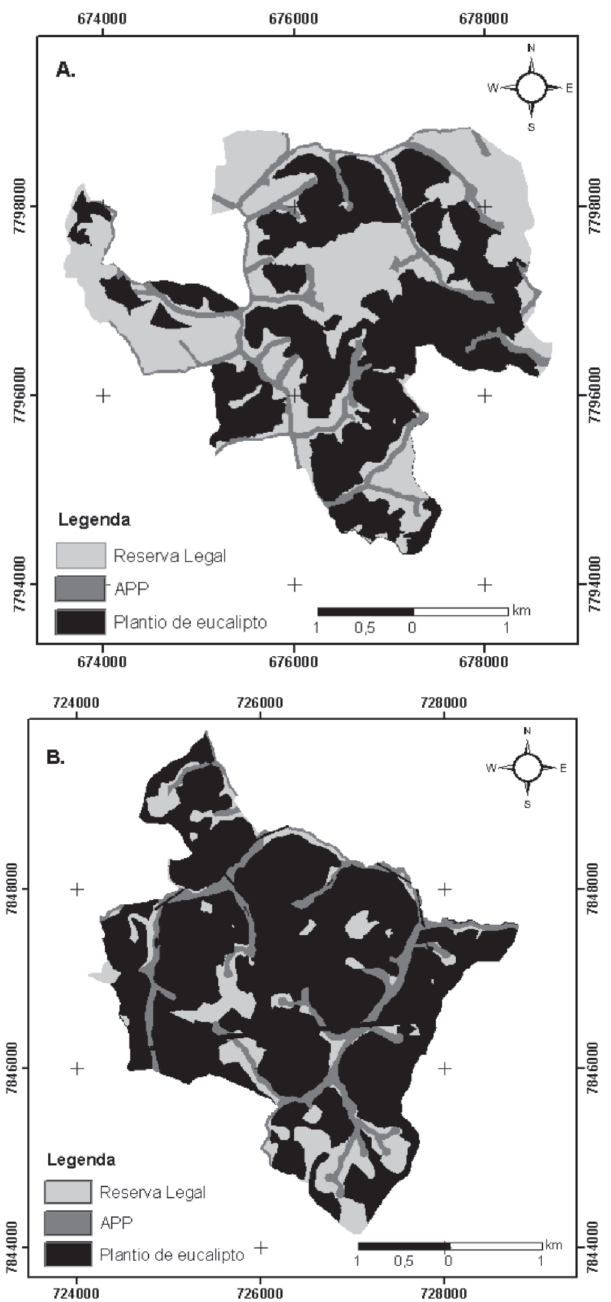 674000 676000 678000
A.
N
W E
S
7798000 7798000
7796000 7796000
7794000 7794000
Legenda
Reserva Legal
APP
Plantio de eucalipto
km
1 0,5 0 1
674000 676000 678000
724000 726000 728000
B.
N
W E
S
7848000 7848000
7846000 7846000
7844000 7844000
Legenda
Reserva Legal
APP
Plantio de eucalipto
km
1 0,5 0 1
724000 726000 728000